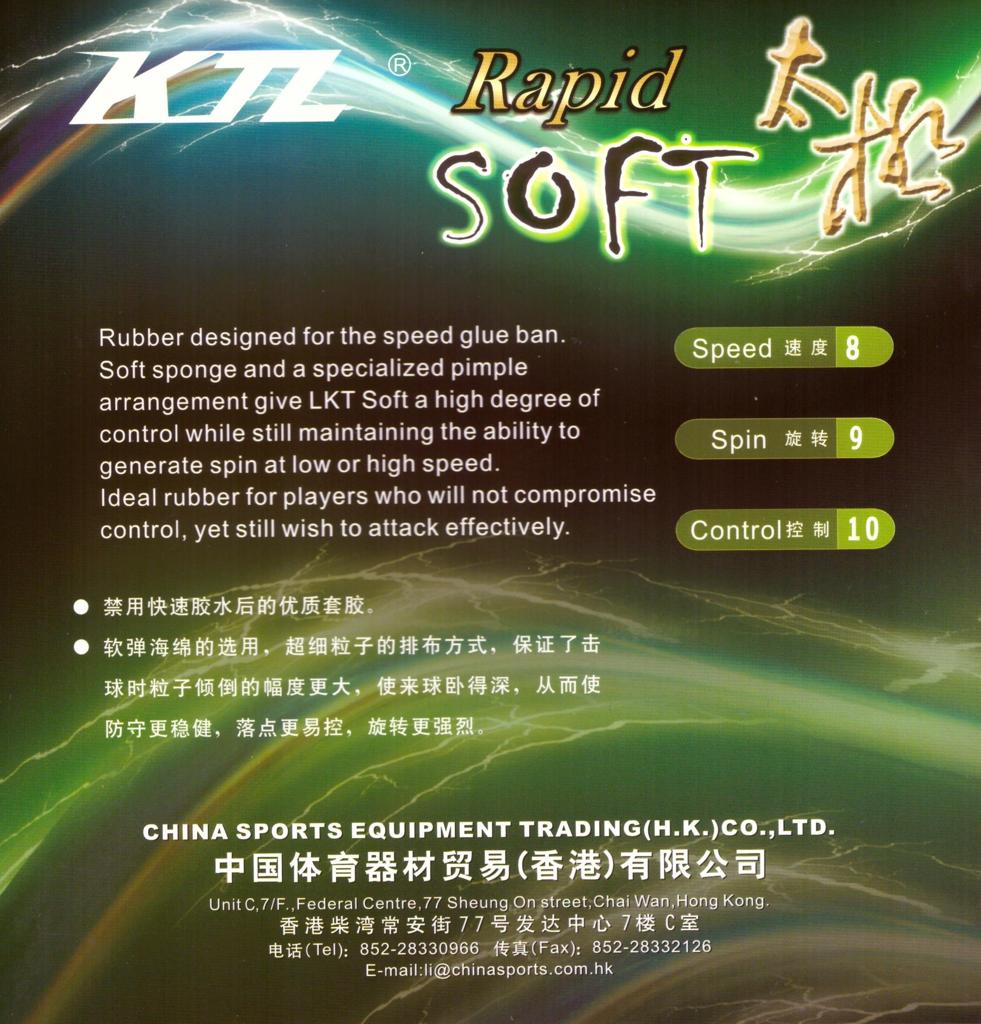 KTL ®
Rapid
SOFT
太极
Rubber designed for the speed glue ban.
Soft sponge and a specialized pimple
arrangement give LKT Soft a high degree of
control while still maintaining the ability to
generate spin at low or high speed.
Ideal rubber for players who will not compromise
control, yet still wish to attack effectively.
Speed 速度 8
Spin 旋转 9
Control 控制 10
● 禁用快速胶水后的优质套胶。
● 软弹海绵的选用，超细粒子的排布方式，保证了击
球时粒子倾倒的幅度更大，使来球卧得深，从而使
防守更稳健，落点更易控，旋转更强烈。
CHINA SPORTS EQUIPMENT TRADING(H.K.)CO.,LTD.
中国体育器材贸易(香港)有限公司
Unit C,7/F.,Federal Centre,77 Sheung On street,Chai Wan,Hong Kong.
香港柴湾常安街77号发达中心7楼C室
电话(Tel): 852-28330966 传真(Fax): 852-28332126
E-mail:li@chinasports.com.hk